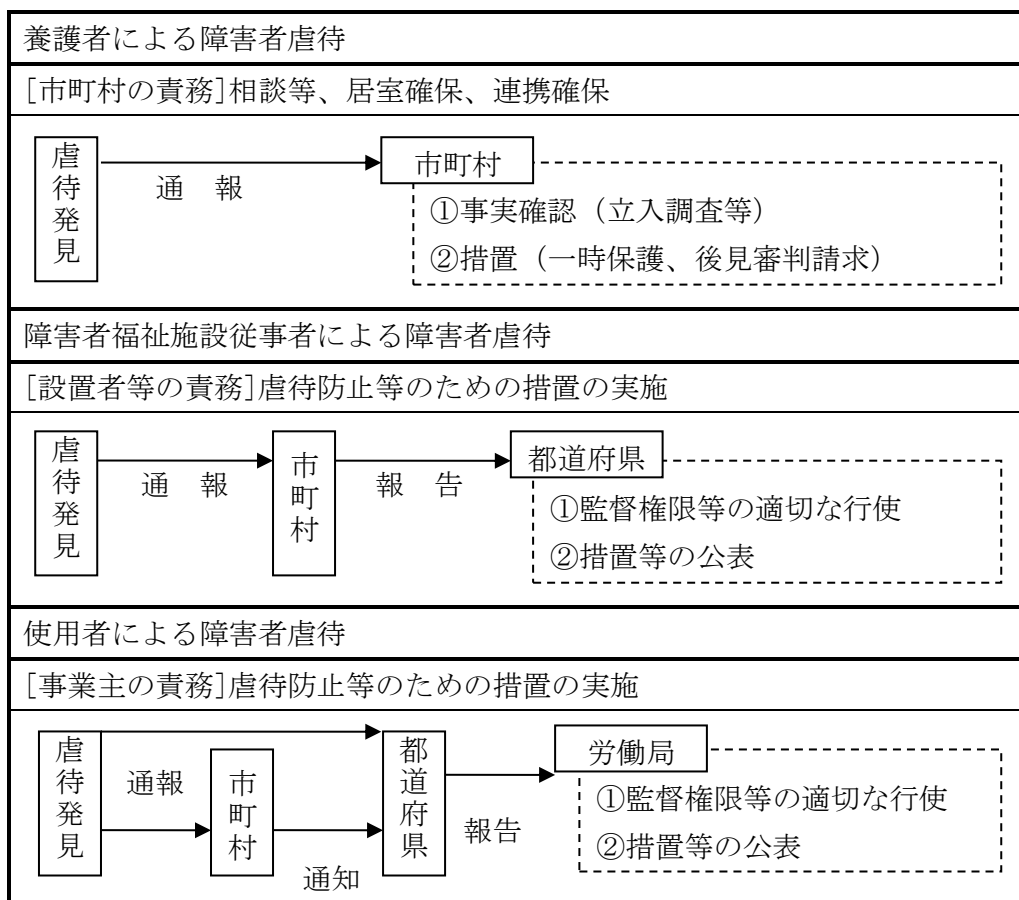 養護者による障害者虐待
[市町村の責務]相談等、居室確保、連携確保
虐待発見
通 報
市町村
①事実確認（立入調査等）
②措置（一時保護、後見審判請求）
障害者福祉施設従事者による障害者虐待
[設置者等の責務]虐待防止等のための措置の実施
虐待発見
通 報
市町村
報 告
都道府県
①監督権限等の適切な行使
②措置等の公表
使用者による障害者虐待
[事業主の責務]虐待防止等のための措置の実施
虐待発見
通報
市町村
通知
都道府県
報告
労働局
①監督権限等の適切な行使
②措置等の公表